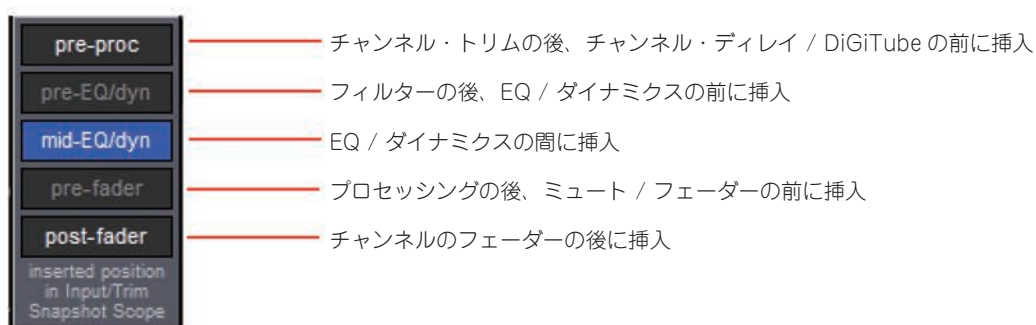 pre-proc
チャンネル・トリムの後、チャンネル・ディレイ / DiGiTube の前に挿入
pre-EQ/dyn
フィルターの後、EQ / ダイナミクスの前に挿入
mid-EQ/dyn
EQ / ダイナミクスの間に挿入
pre-fader
プロセッシングの後、ミュート / フェーダーの前に挿入
post-fader
チャンネルのフェーダーの後に挿入
inserted position
in Input/Trim
Snapshot Scope